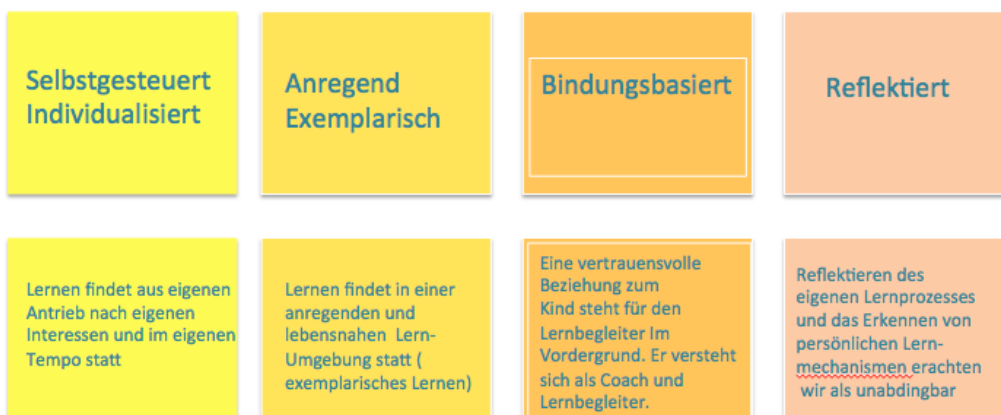 Selbstgesteuert
Individualisiert
Anregend
Exemplarisch
Bindungsbasiert
Reflektiert
Lernen findet aus eigenen
Antrieb nach eigenen
Interessen und im eigenen
Tempo statt
Lernen findet in einer
anregenden und
lebensnahen Lern-
Umgebung statt (
exemplarisches Lernen)
Eine vertrauensvolle
Beziehung zum
Kind steht für den
Lernbegleiter Im
Vordergrund. Er versteht
sich als Coach und
Lernbegleiter.
Reflektieren des
eigenen Lernprozesses
und das Erkennen von
persönlichen Lern-
mechanismen erachten
wir als unabdingbar